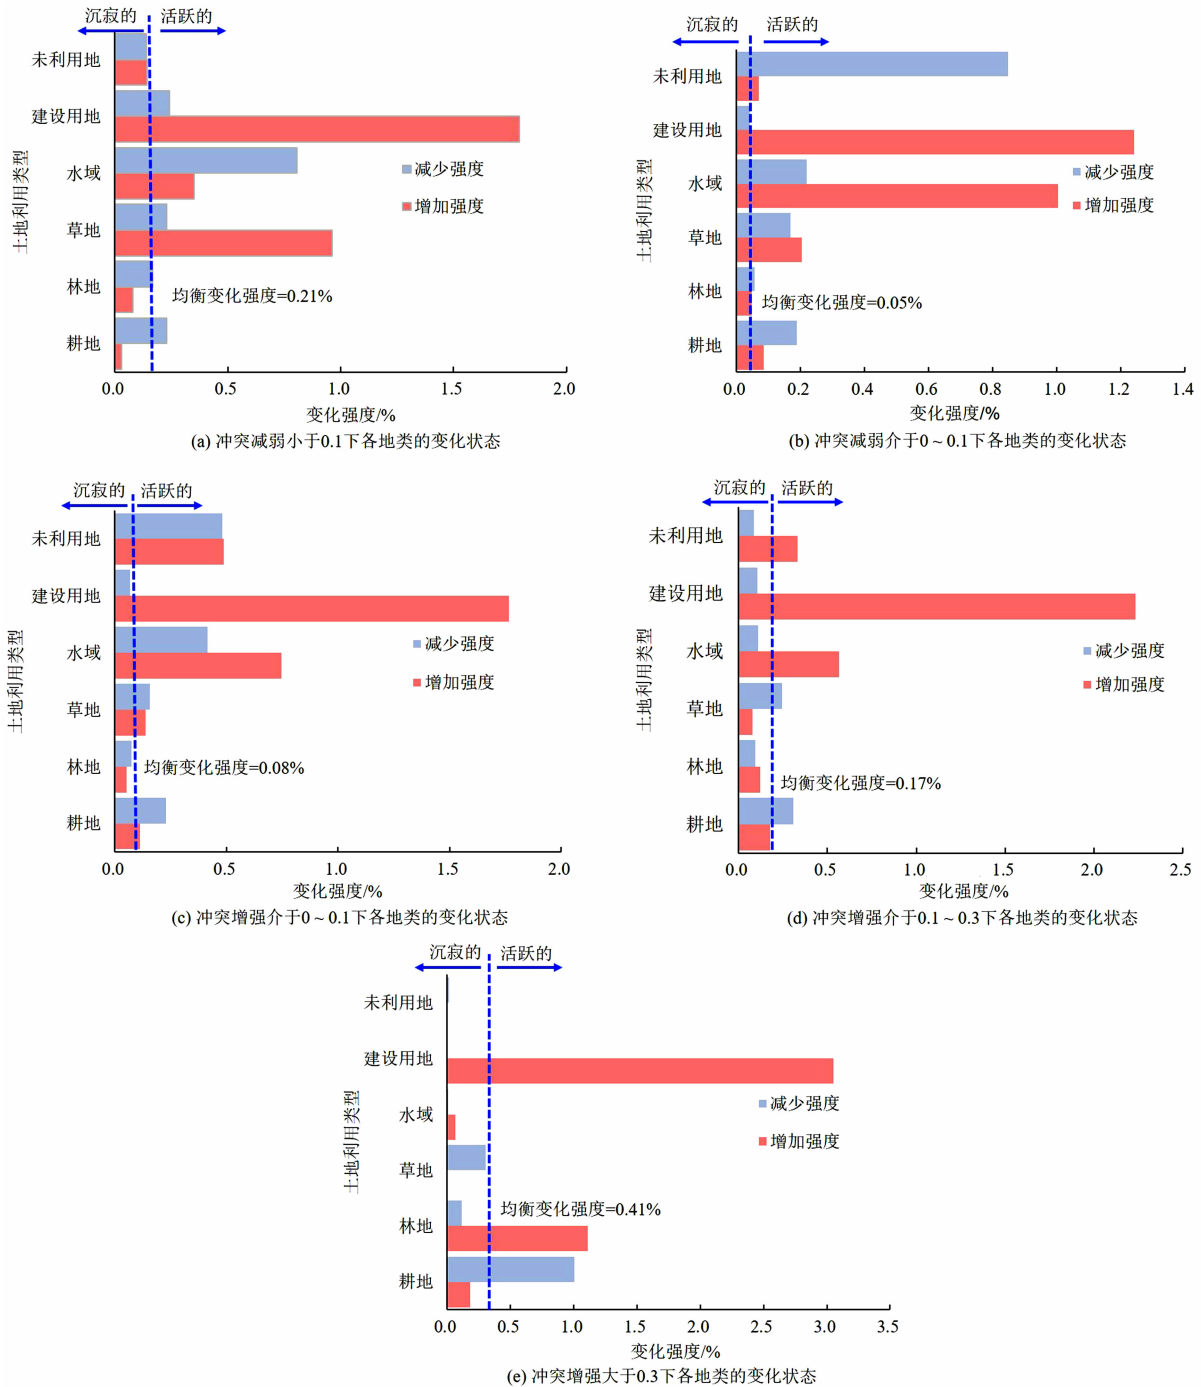 沉寂的 活跃的
未利用地
建设用地
水域
草地
林地
耕地
土地利用类型
减少强度
增加强度
均衡变化强度=0.21%
0.0 0.5 1.0 1.5 2.0
变化强度/%
(a) 冲突减弱小于0.1下各地类的变化状态
沉寂的 活跃的
未利用地
建设用地
水域
草地
林地
耕地
土地利用类型
减少强度
增加强度
均衡变化强度=0.05%
0.0 0.2 0.4 0.6 0.8 1.0 1.2 1.4
变化强度/%
(b) 冲突减弱介于0 ~ 0.1下各地类的变化状态
沉寂的 活跃的
未利用地
建设用地
水域
草地
林地
耕地
土地利用类型
减少强度
增加强度
均衡变化强度=0.08%
0.0 0.5 1.0 1.5 2.0
变化强度/%
(c) 冲突增强介于0 ~ 0.1下各地类的变化状态
沉寂的 活跃的
未利用地
建设用地
水域
草地
林地
耕地
土地利用类型
减少强度
增加强度
均衡变化强度=0.17%
0.0 0.5 1.0 1.5 2.0 2.5
变化强度/%
(d) 冲突增强介于0.1 ~ 0.3下各地类的变化状态
沉寂的 活跃的
未利用地
建设用地
水域
草地
林地
耕地
土地利用类型
减少强度
增加强度
均衡变化强度=0.41%
0.0 0.5 1.0 1.5 2.0 2.5 3.0 3.5
变化强度/%
(e) 冲突增强大于0.3下各地类的变化状态